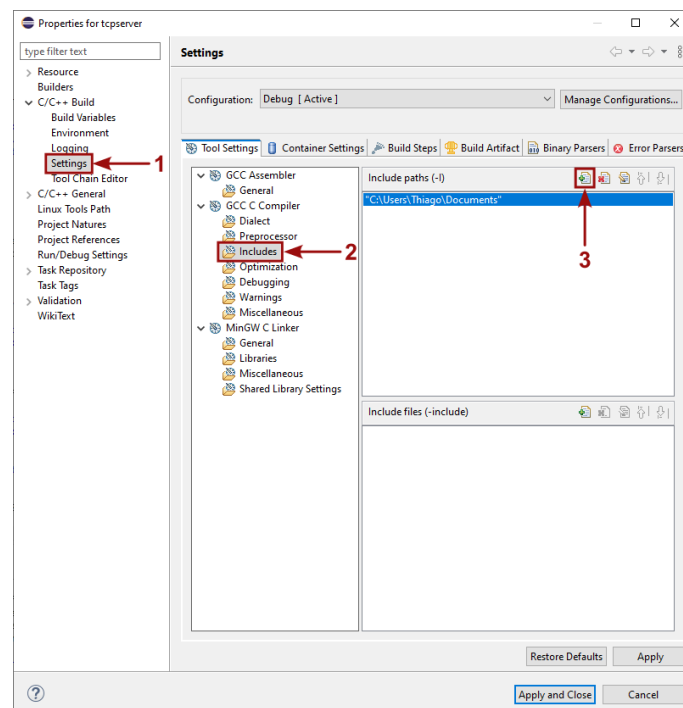 Properties for tcpserver
type filter text
Settings
Resource
Builders
C/C++ Build
Build Variables
Environment
Logging
Settings
1
Tool Chain Editor
C/C++ General
Linux Tools Path
Project Natures
Project References
Run/Debug Settings
Task Repository
Task Tags
Validation
WikiText
Configuration: Debug [ Active ]
Manage Configurations...
Tool Settings Container Settings Build Steps Build Artifact Binary Parsers Error Parsers
GCC Assembler
General
GCC C Compiler
Dialect
Preprocessor
Includes
2
Optimization
Debugging
Warnings
Miscellaneous
MinGW C Linker
General
Libraries
Miscellaneous
Shared Library Settings
Include paths (-I)
"C:\Users\Thiago\Documents"
3
Include files (-include)
Restore Defaults Apply
Apply and Close Cancel